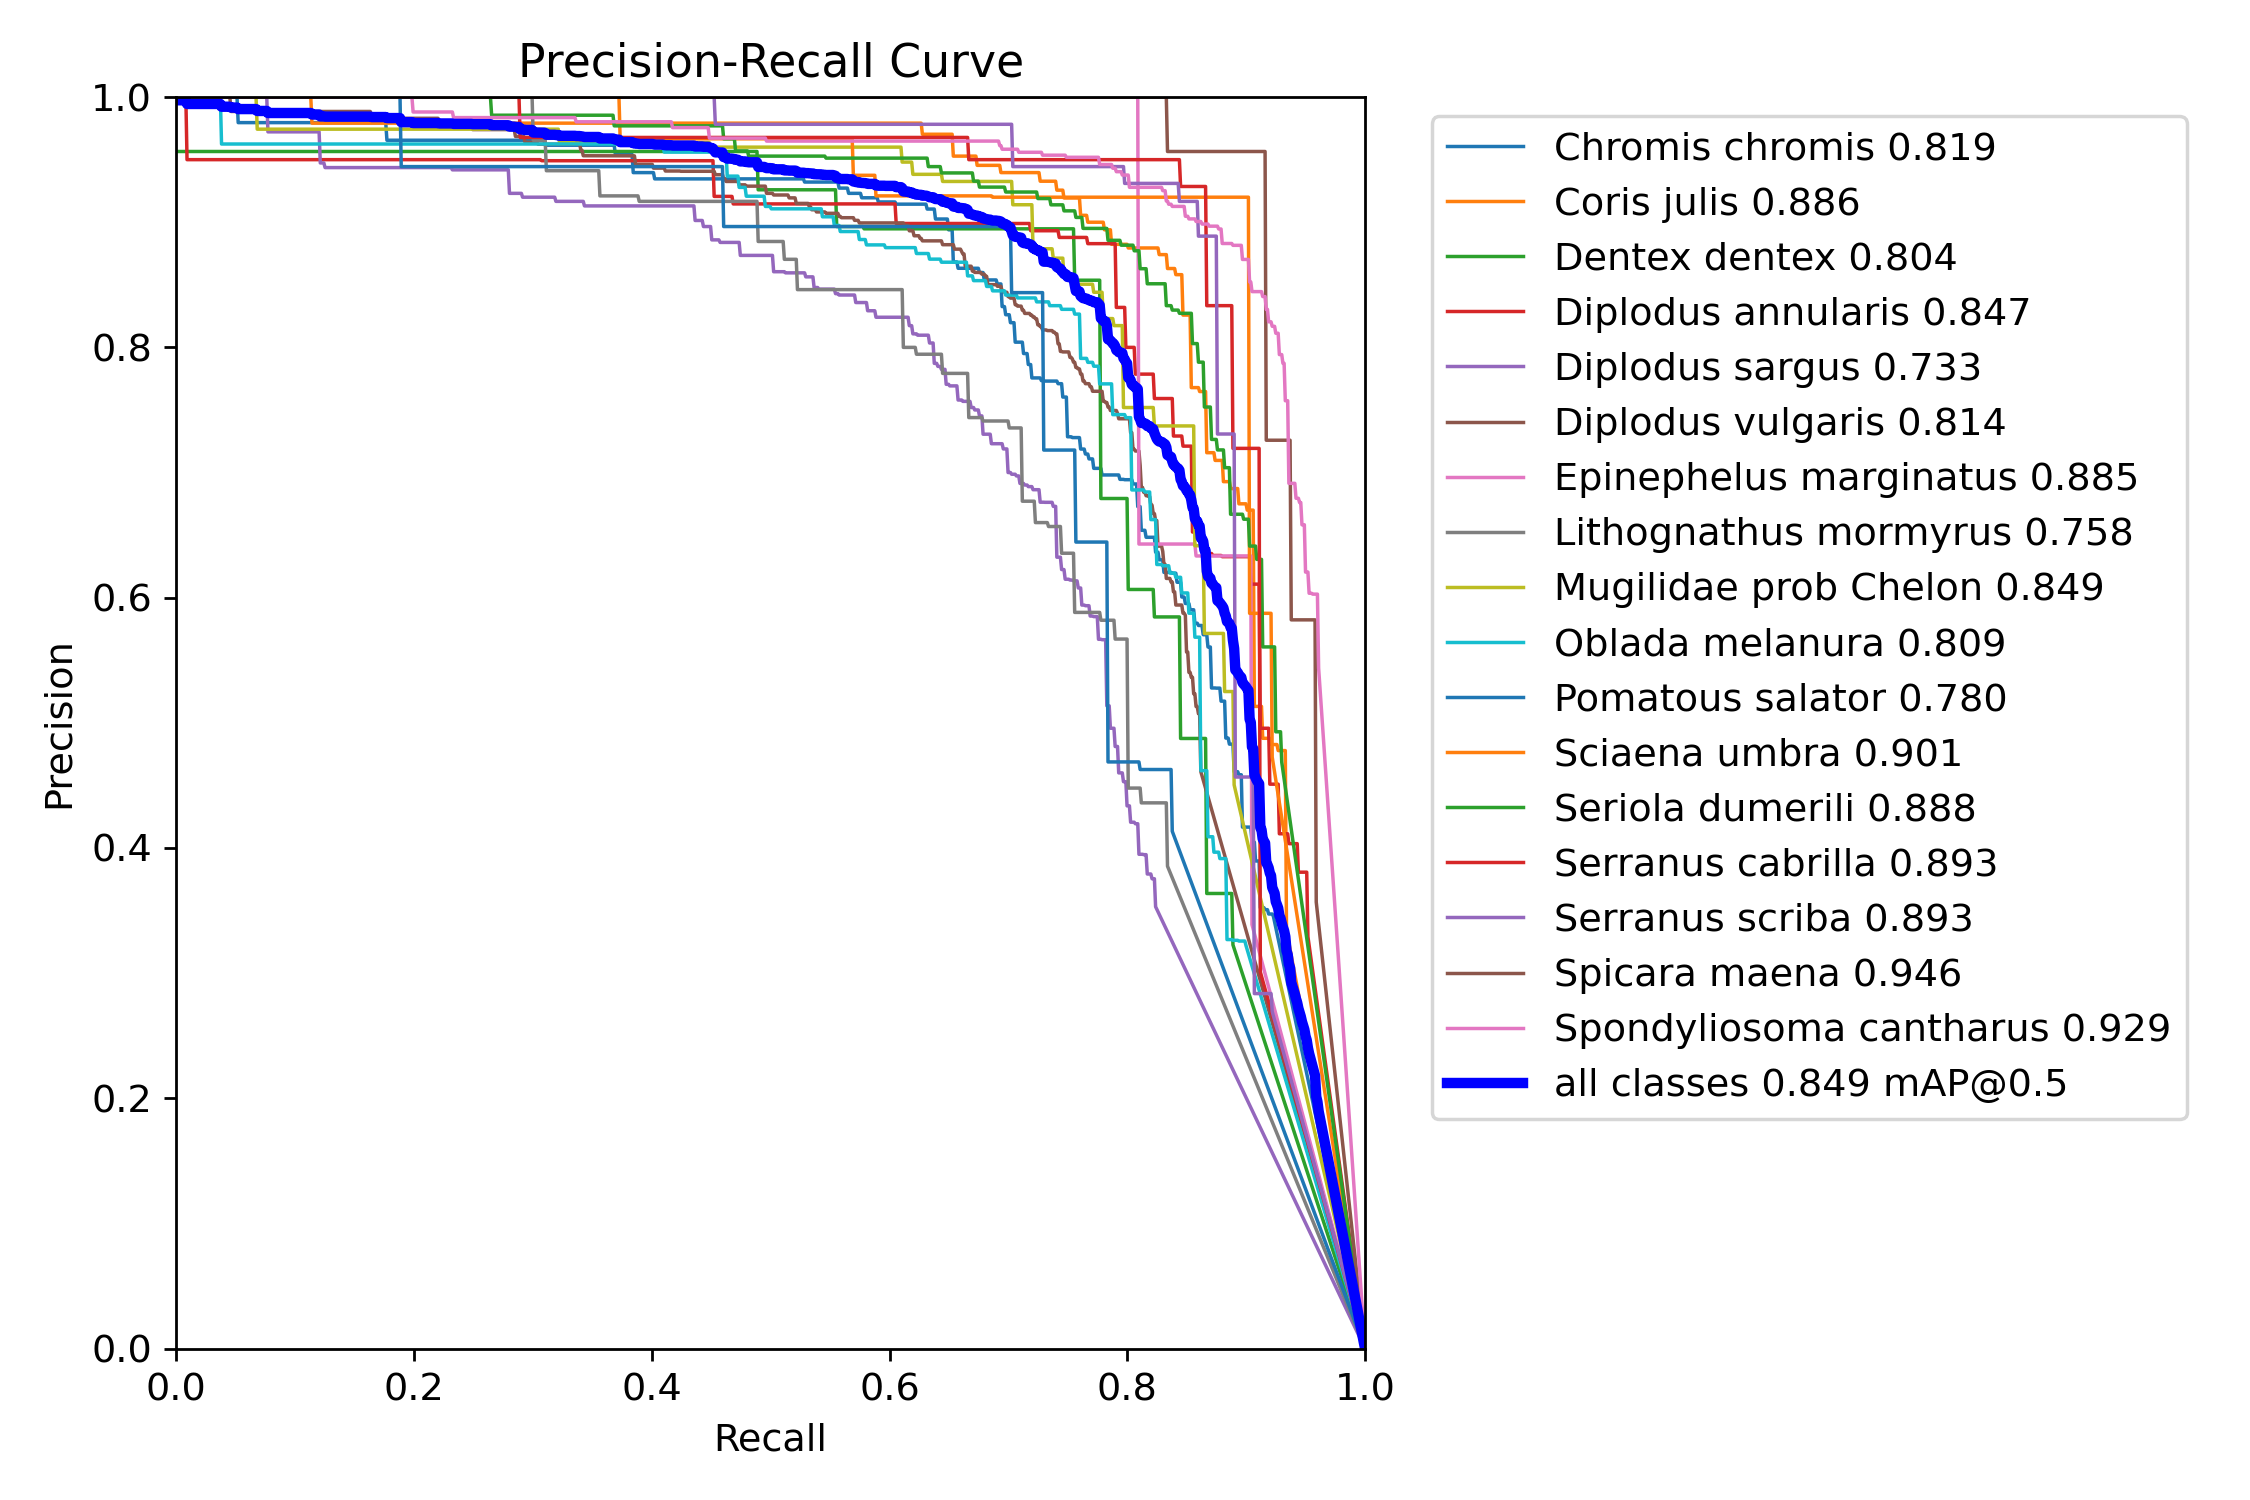 Precision-Recall Curve
1.0
0.8
0.6
0.4
0.2
0.0
Precision
0.0 0.2 0.4 0.6 0.8 1.0
Recall
Chromis chromis 0.819
Coris julis 0.886
Dentex dentex 0.804
Diplodus annularis 0.847
Diplodus sargus 0.733
Diplodus vulgaris 0.814
Epinephelus marginatus 0.885
Lithognathus mormyrus 0.758
Mugilidae prob Chelon 0.849
Oblada melanura 0.809
Pomatous salator 0.780
Sciaena umbra 0.901
Seriola dumerili 0.888
Serranus cabrilla 0.893
Serranus scriba 0.893
Spicara maena 0.946
Spondyliosoma cantharus 0.929
all classes 0.849 mAP@0.5